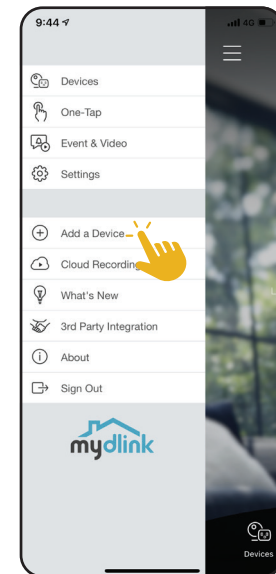 9:44
4G
Devices
One-Tap
Event & Video
Settings
Add a Device
Cloud Recording
What's New
3rd Party Integration
About
Sign Out
mydlink
Devices